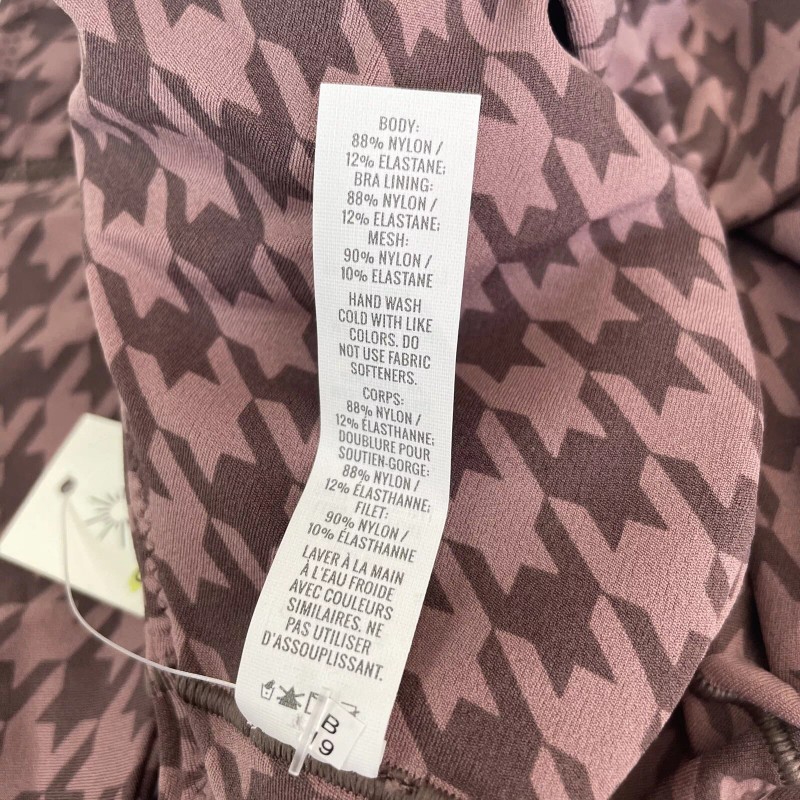 BODY:
88% NYLON /
12% ELASTANE;
BRA LINING:
88% NYLON /
12% ELASTANE;
MESH:
90% NYLON /
10% ELASTANE
HAND WASH
COLD WITH LIKE
COLORS. DO
NOT USE FABRIC
SOFTENERS.
CORPS:
88% NYLON /
12% ÉLASTHANNE;
DOUBLURE POUR
SOUTIEN-GORGE:
88% NYLON /
12% ÉLASTHANNE;
FILET:
90% NYLON /
10% ÉLASTHANNE
LAVER À LA MAIN
À L'EAU FROIDE
AVEC COULEURS
SIMILAIRES. NE
PAS UTILISER
D'ASSOUPLISSANT.
B